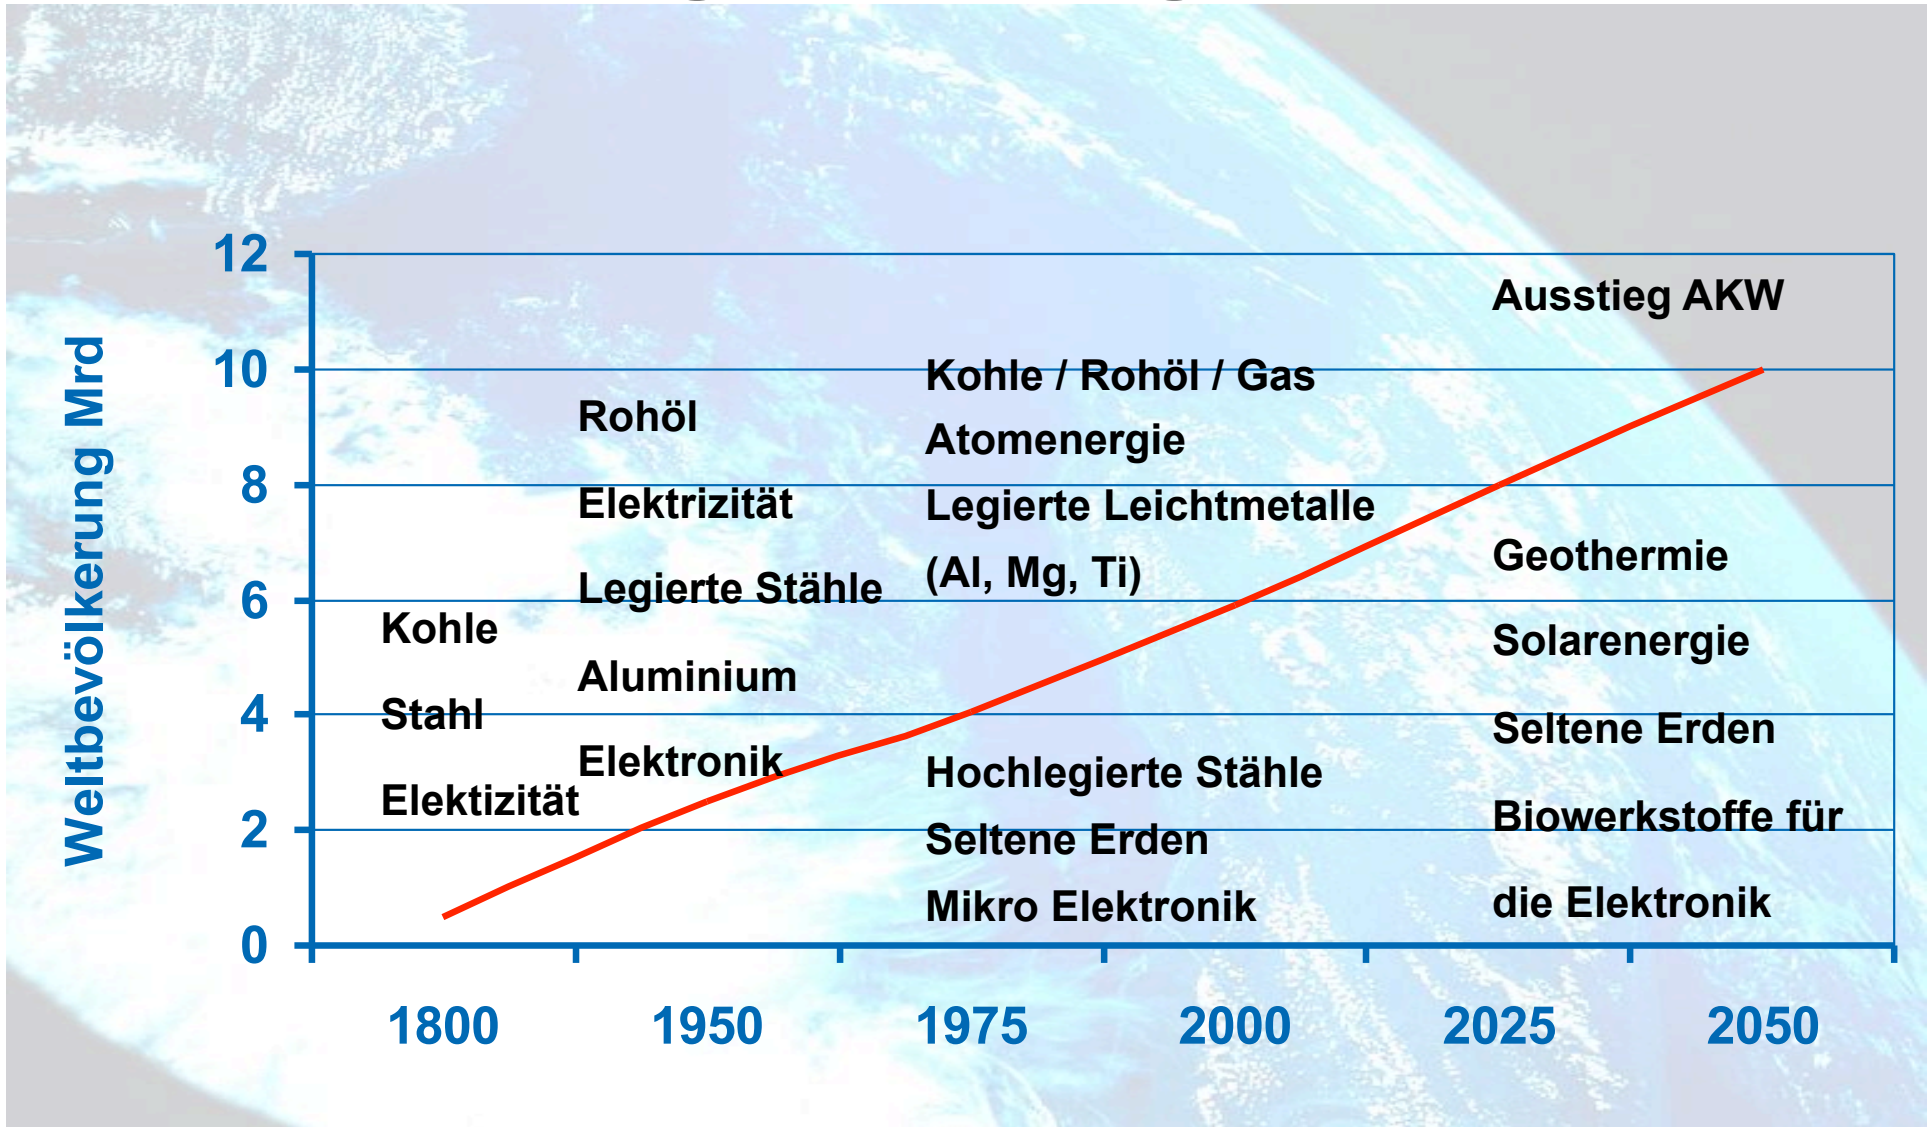 12
10
8
6
4
2
0
Weltbevölkerung Mrd
Kohle
Stahl
Elektizität
Rohöl
Elektrizität
Legierte Stähle
Aluminium
Elektronik
Kohle / Rohöl / Gas
Atomenergie
Legierte Leichtmetalle
(Al, Mg, Ti)
Hochlegierte Stähle
Seltene Erden
Mikro Elektronik
Ausstieg AKW
Geothermie
Solarenergie
Seltene Erden
Biowerkstoffe für
die Elektronik
1800 1950 1975 2000 2025 2050